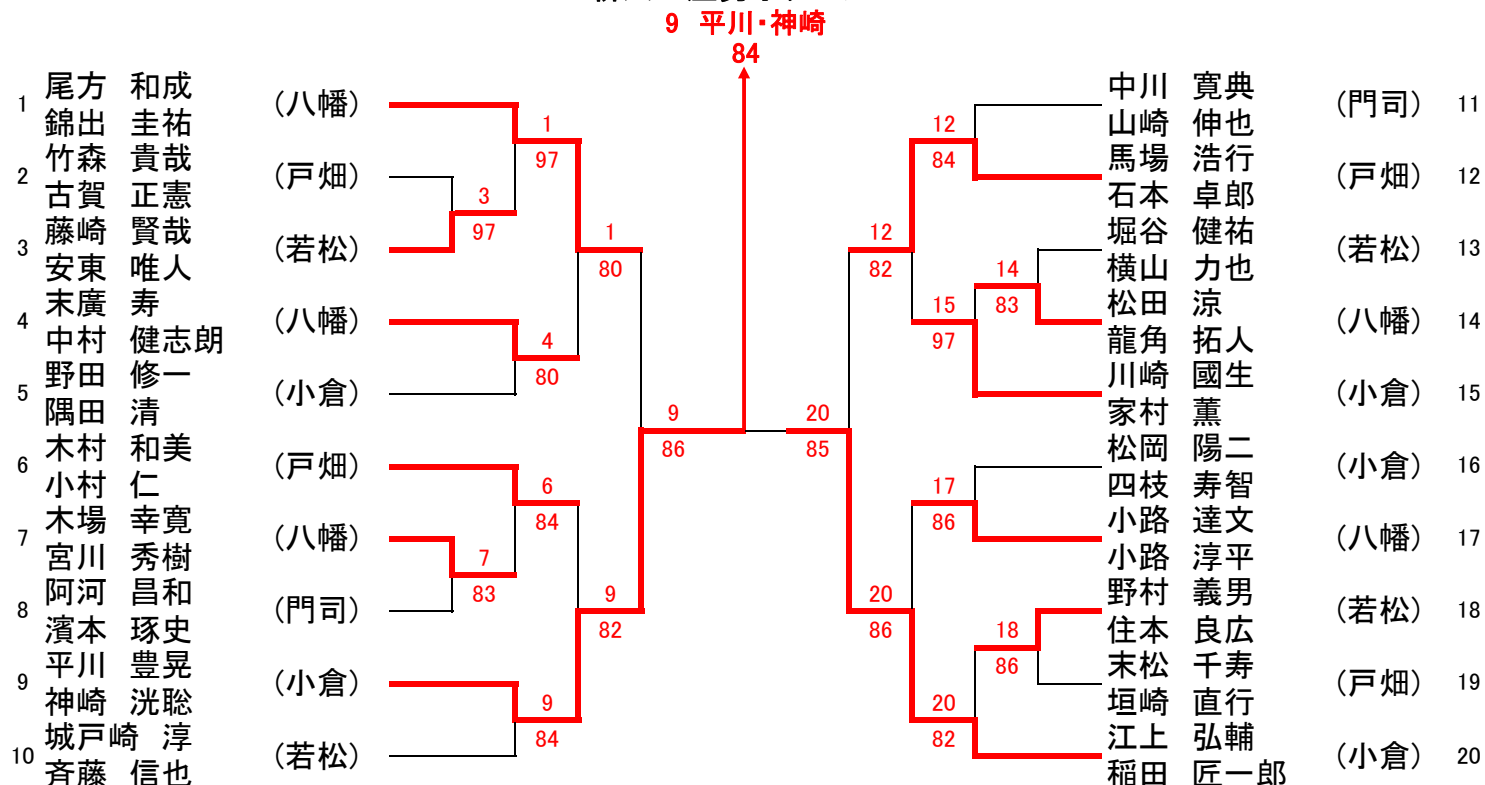 9 平川・神崎
84
1 尾方 和成 (八幡)
錦出 圭祐
2 竹森 貴哉 (戸畑)
古賀 正憲
3 藤崎 賢哉 (若松)
安東 唯人
4 末廣 寿 (八幡)
中村 健志朗
5 野田 修一 (小倉)
隅田 清
6 木村 和美 (戸畑)
小村 仁
7 木場 幸寛 (八幡)
宮川 秀樹
8 阿河 昌和 (門司)
濱本 琢史
9 平川 豊晃 (小倉)
神崎 洸聡
10 城戸崎 淳 (若松)
斉藤 信也
1
97
3
97
1
80
4
80
6
84
7
83
9
82
9
84
9
86
20
85
12
84
12
82
14
83
15
97
17
86
20
86
18
86
20
82
中川 寛典 (門司) 11
山崎 伸也
馬場 浩行 (戸畑) 12
石本 卓郎
堀谷 健祐 (若松) 13
横山 力也
松田 涼 (八幡) 14
龍角 拓人
川崎 國生 (小倉) 15
家村 薫
松岡 陽二 (小倉) 16
四枝 寿智
小路 達文 (八幡) 17
小路 淳平
野村 義男 (若松) 18
住本 良広
末松 千寿 (戸畑) 19
垣崎 直行
江上 弘輔 (小倉) 20
稲田 匠一郎